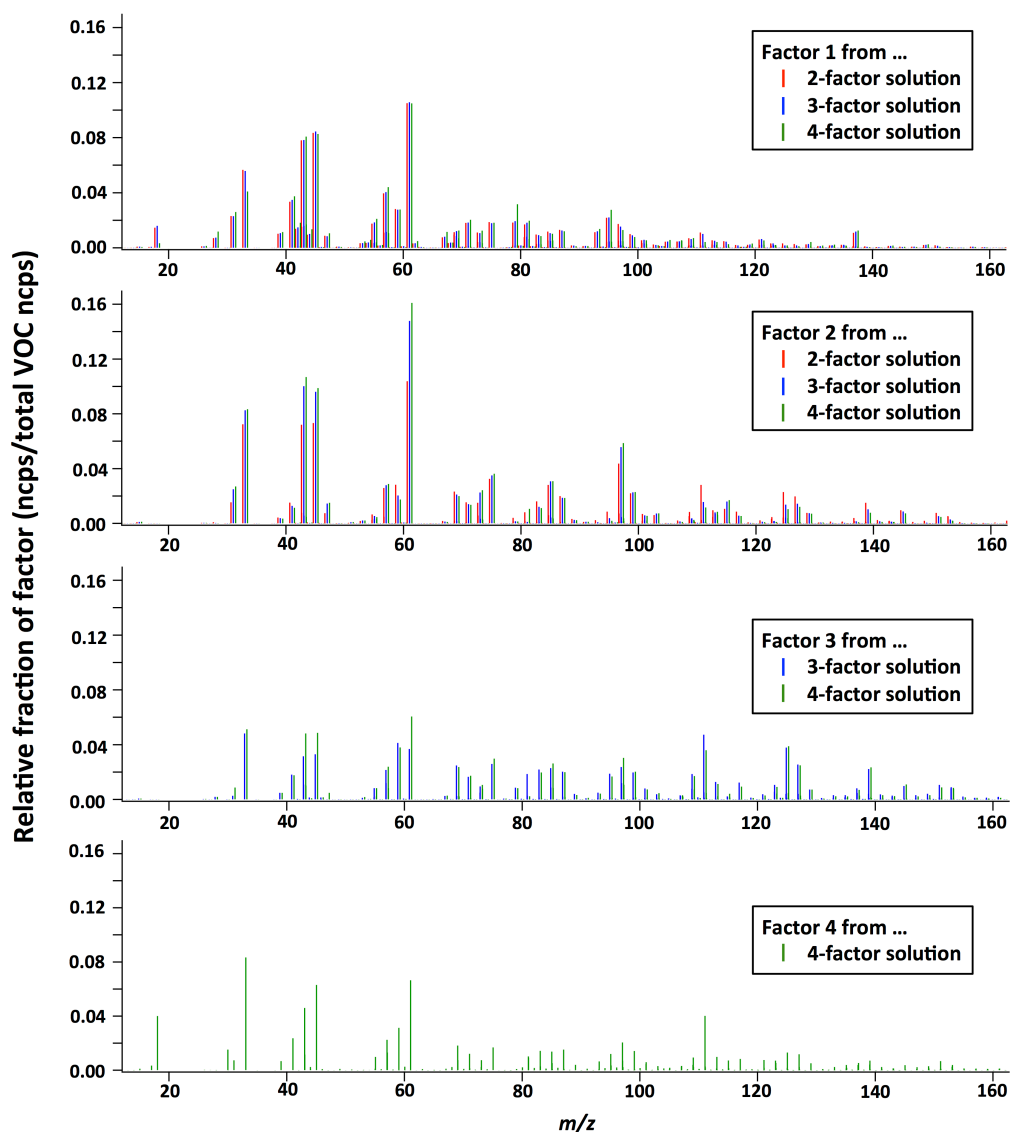 Relative fraction of factor (ncps/total VOC ncps)
0.16
0.12
0.08
0.04
0.00
20 40 60 80 100 120 140 160
Factor 1 from ...
2-factor solution
3-factor solution
4-factor solution
0.16
0.12
0.08
0.04
0.00
20 40 60 80 100 120 140 160
Factor 2 from ...
2-factor solution
3-factor solution
4-factor solution
0.16
0.12
0.08
0.04
0.00
20 40 60 80 100 120 140 160
Factor 3 from ...
3-factor solution
4-factor solution
0.16
0.12
0.08
0.04
0.00
20 40 60 80 100 120 140 160
Factor 4 from ...
4-factor solution
m/z